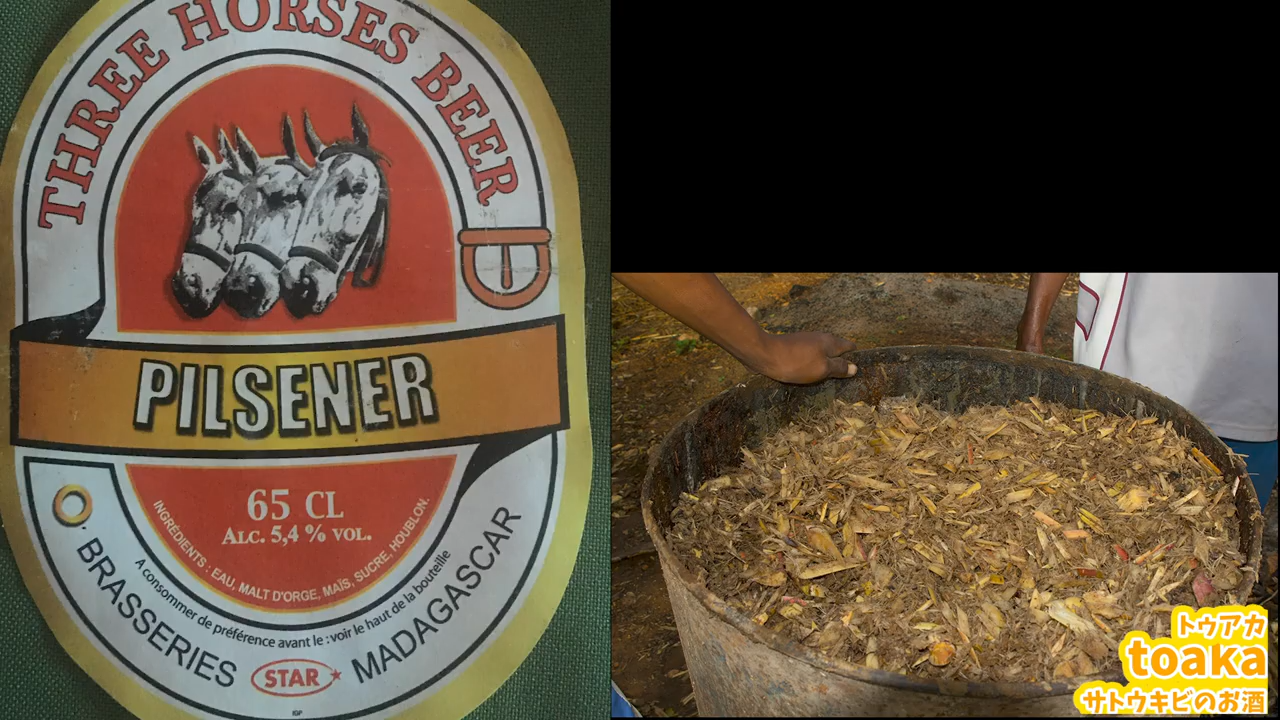 THREE HORSES BEER
PILSENER
65 CL
ALC. 5,4 % VOL.
INGRÉDIENTS : EAU, MALT D'ORGE, MAÏS, SUCRE, HOUBLON.
A consommer de préférence avant le : voir le haut de la bouteille
BRASSERIES STAR MADAGASCAR
トゥアカ
toaka
サトウキビのお酒